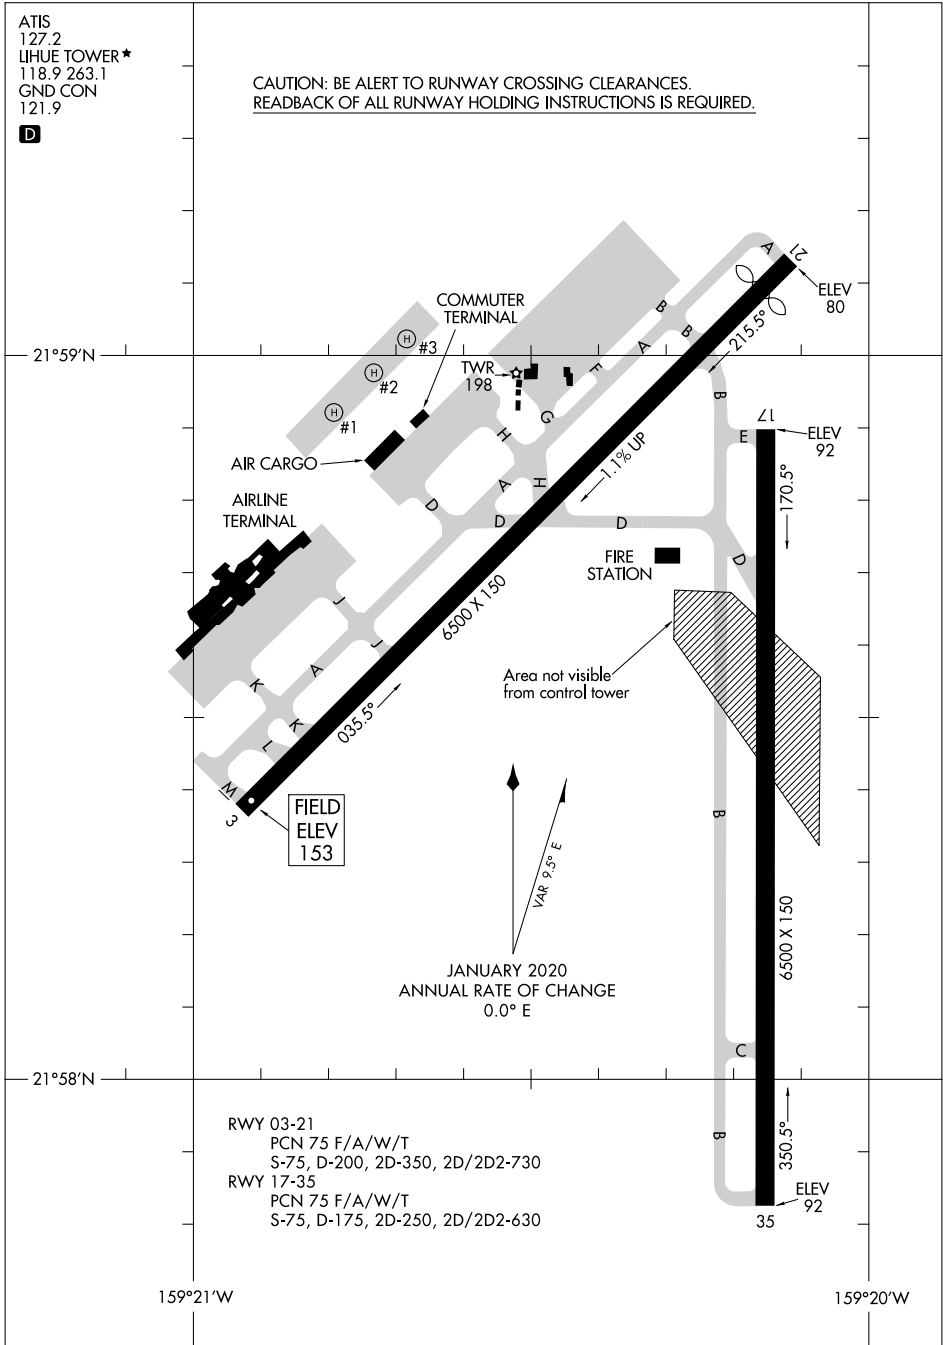 ATIS
127.2
LIHUE TOWER★
118.9 263.1
GND CON
121.9
D
CAUTION: BE ALERT TO RUNWAY CROSSING CLEARANCES.
READBACK OF ALL RUNWAY HOLDING INSTRUCTIONS IS REQUIRED.
A
21
ELEV
80
215.5°
COMMUTER
TERMINAL
B
B
A
F
B
21°59'N
H #3
H #2
H #1
TWR
198
G
H
17
ELEV
92
E
170.5°
1.1% UP
AIR CARGO
AIRLINE
TERMINAL
A
H
D
D
D
D
FIRE
STATION
6500 X 150
J
J
A
K
K
L
M
3
035.5°
Area not visible
from control tower
FIELD
ELEV
153
VAR 9.5° E
JANUARY 2020
ANNUAL RATE OF CHANGE
0.0° E
B
6500 X 150
C
21°58'N
B
350.5°
ELEV
92
35
RWY 03-21
PCN 75 F/A/W/T
S-75, D-200, 2D-350, 2D/2D2-730
RWY 17-35
PCN 75 F/A/W/T
S-75, D-175, 2D-250, 2D/2D2-630
159°21'W
159°20'W